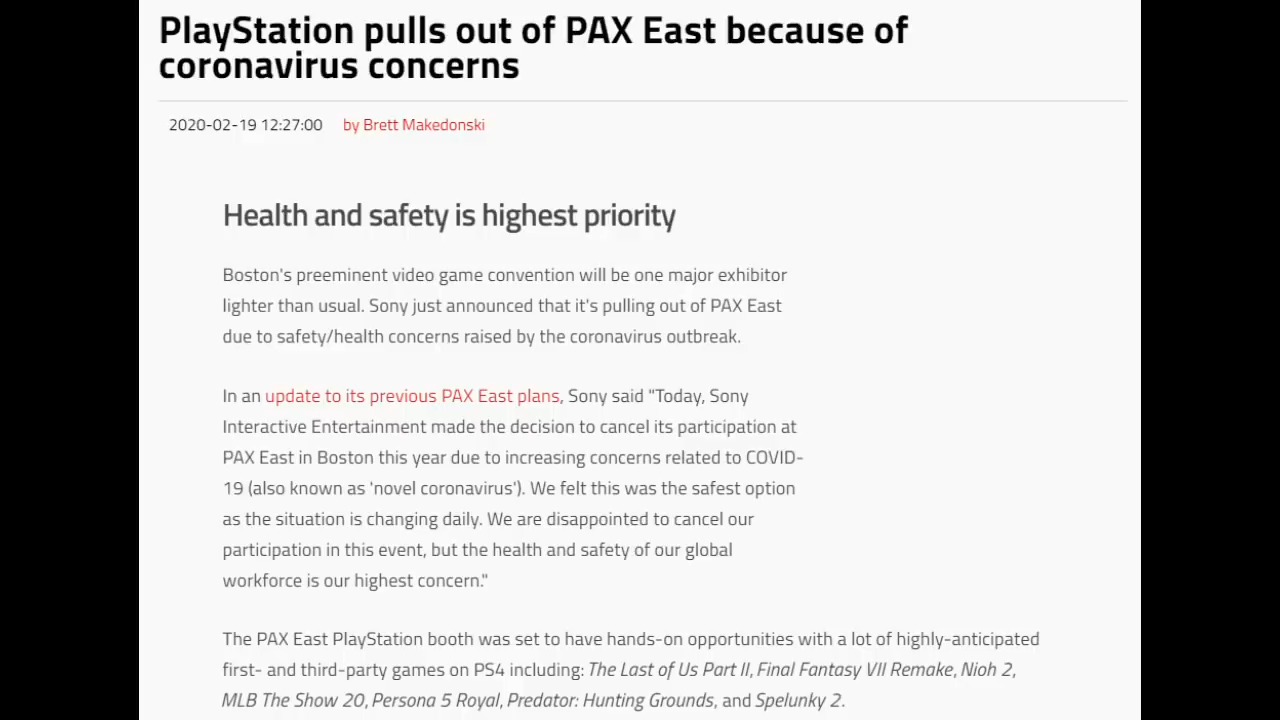 PlayStation pulls out of PAX East because of
coronavirus concerns
2020-02-19 12:27:00 by Brett Makedonski
Health and safety is highest priority
Boston's preeminent video game convention will be one major exhibitor
lighter than usual. Sony just announced that it's pulling out of PAX East
due to safety/health concerns raised by the coronavirus outbreak.
In an update to its previous PAX East plans, Sony said "Today, Sony
Interactive Entertainment made the decision to cancel its participation at
PAX East in Boston this year due to increasing concerns related to COVID-
19 (also known as 'novel coronavirus'). We felt this was the safest option
as the situation is changing daily. We are disappointed to cancel our
participation in this event, but the health and safety of our global
workforce is our highest concern."
The PAX East PlayStation booth was set to have hands-on opportunities with a lot of highly-anticipated
first- and third-party games on PS4 including: The Last of Us Part II, Final Fantasy VII Remake, Nioh 2,
MLB The Show 20, Persona 5 Royal, Predator: Hunting Grounds, and Spelunky 2.